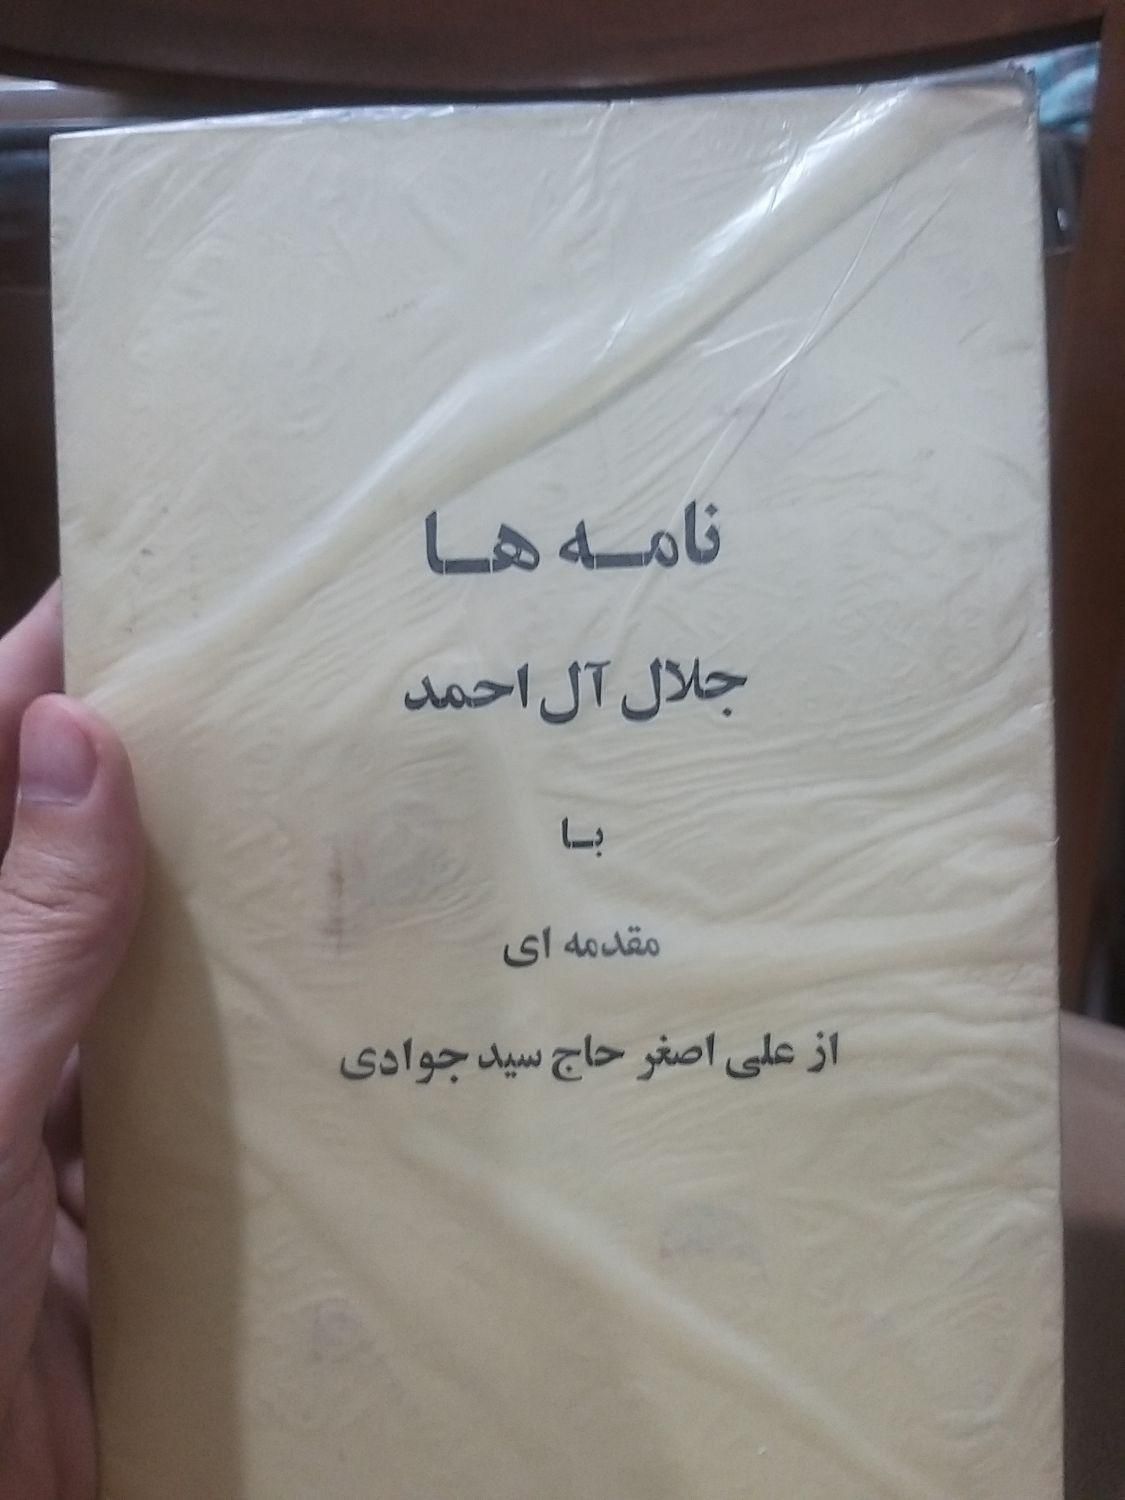 نامه ها
جلال آل احمد
با
مقدمه ای
از علی اصغر حاج سید جوادی